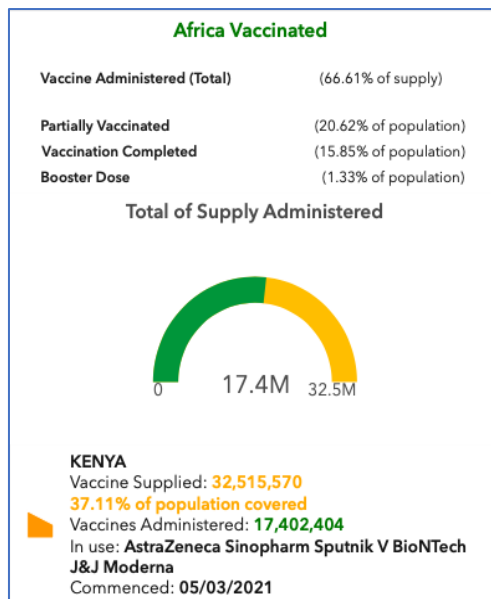 Africa Vaccinated
Vaccine Administered (Total) (66.61% of supply)
Partially Vaccinated (20.62% of population)
Vaccination Completed (15.85% of population)
Booster Dose (1.33% of population)
Total of Supply Administered
0 17.4M 32.5M
KENYA
Vaccine Supplied: 32,515,570
37.11% of population covered
Vaccines Administered: 17,402,404
In use: AstraZeneca Sinopharm Sputnik V BioNTech
J&J Moderna
Commenced: 05/03/2021